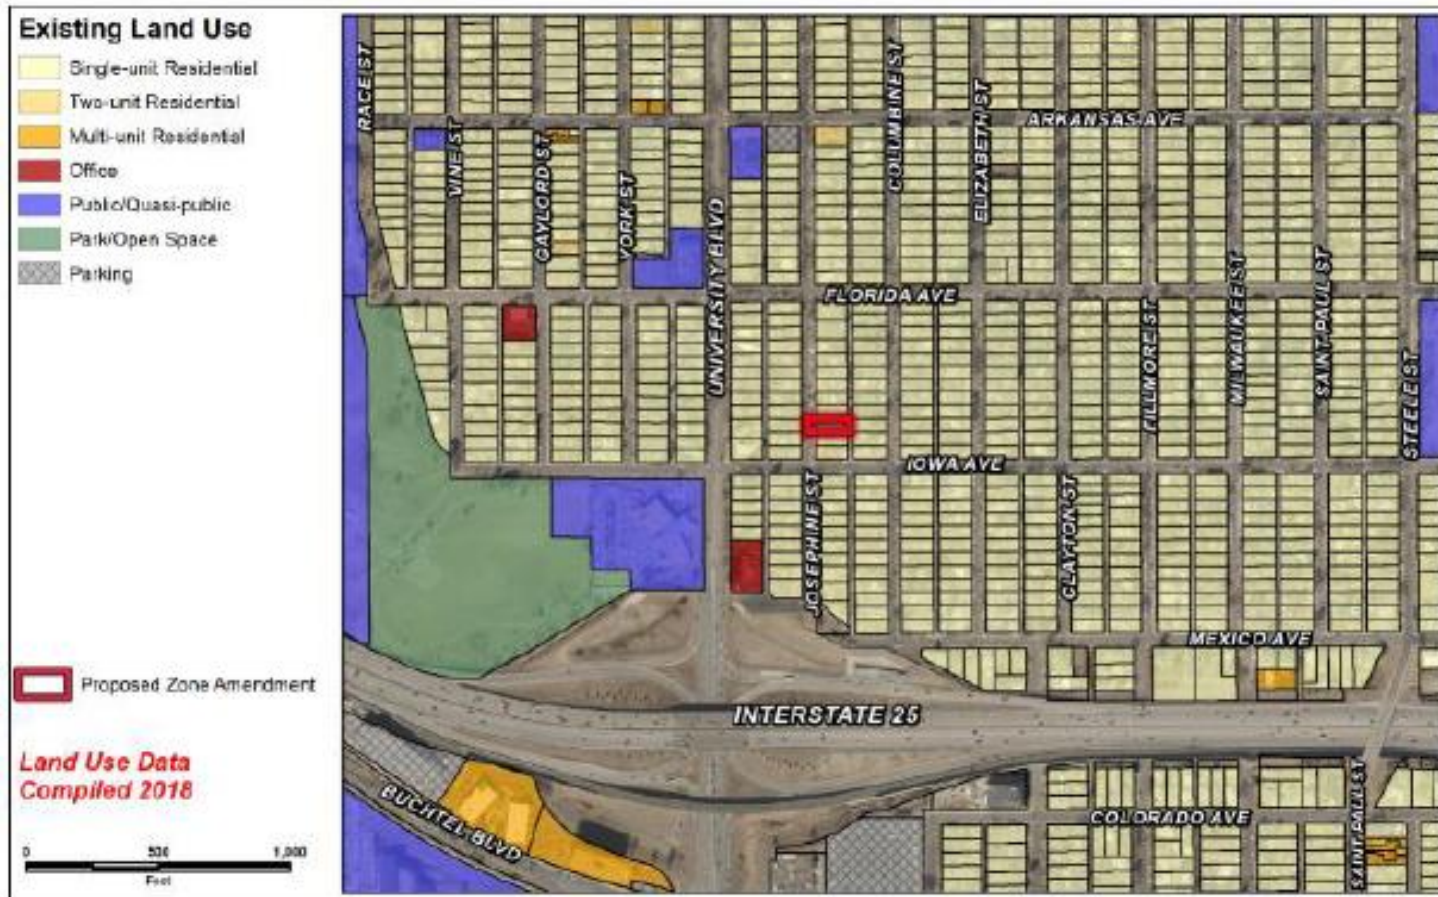 Existing Land Use
Single-unit Residential
Two-unit Residential
Multi-unit Residential
Office
Public/Quasi-public
Park/Open Space
Parking
Proposed Zone Amendment
Land Use Data
Compiled 2018
0 500 1,000
Feet
RACE ST
VINE ST
GAYLORD ST
YORK ST
UNIVERSITY BLVD
COLUMBINE ST
ELIZABETH ST
ARKANSAS AVE
FLORIDA AVE
FILLMORE ST
MILWAUKEE ST
SAINT PAUL ST
STEELE ST
IOWA AVE
JOSEPHINE ST
CLAYTON ST
MEXICO AVE
INTERSTATE 25
BUCHTEL BLVD
COLORADO AVE
SAINT PAUL ST